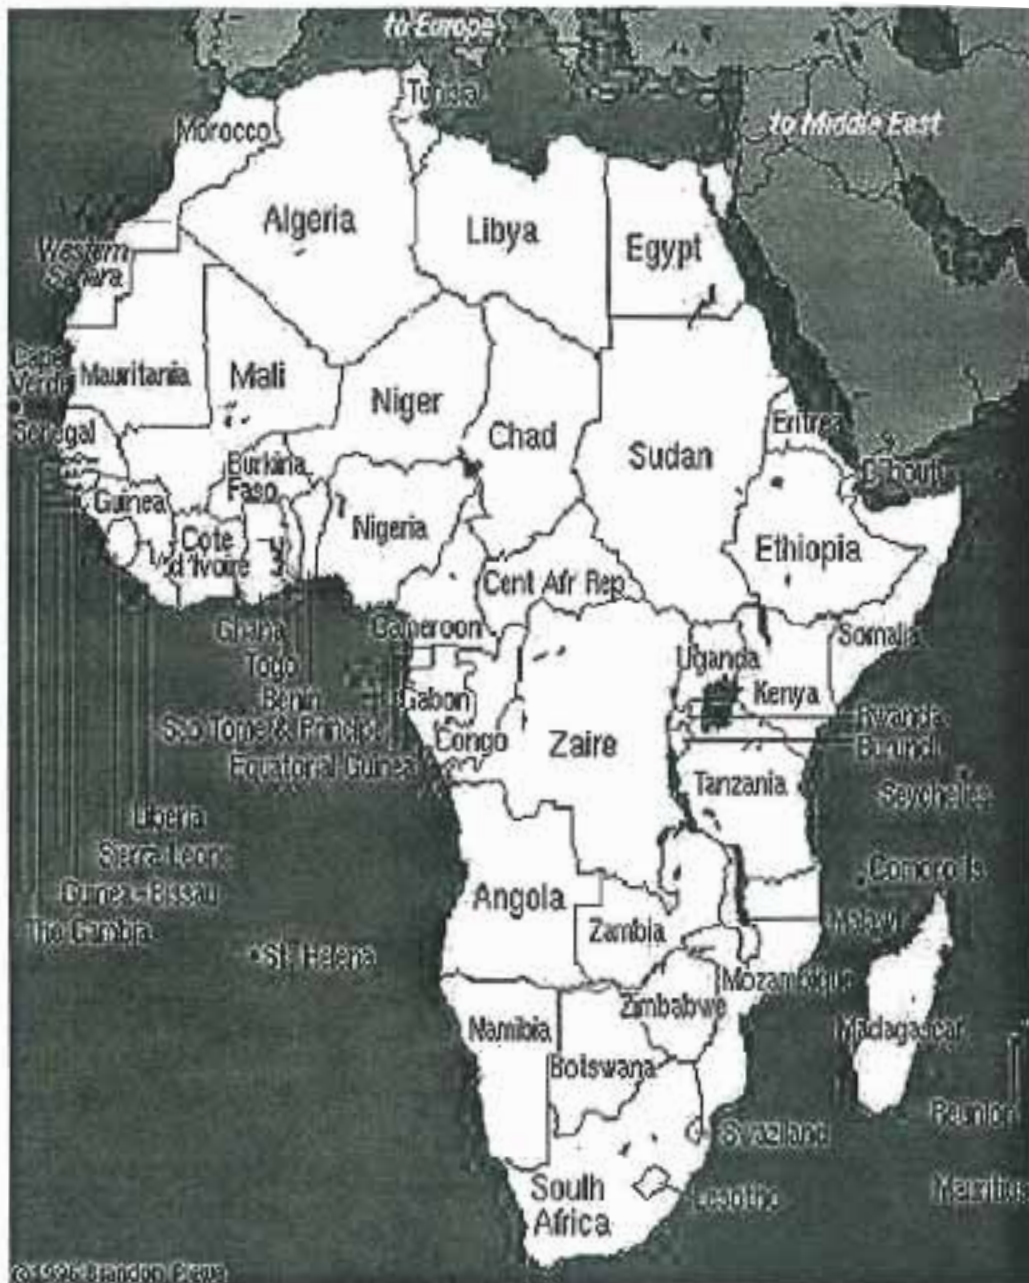 to Europe
Tunisia
Morocco
to Middle East
Algeria
Libya
Egypt
Western
Sahara
Cape
Verde
Mauritania
Mali
Niger
Chad
Sudan
Eritrea
Senegal
Djibouti
Burkina
Faso
Guinea
Nigeria
Cote
d'Ivoire
Ethiopia
Cent Afr Rep
Ghana
Cameroon
Somalia
Togo
Uganda
Benin
Gabon
Kenya
Sao Tome & Principe
Congo
Zaire
Rwanda
Equatorial Guinea
Burundi
Tanzania
Seychelles
Liberia
Sierra Leone
Comoro Is
Guinea-Bissau
Angola
The Gambia
Zambia
Malawi
St. Helena
Mozambique
Zimbabwe
Namibia
Madagascar
Botswana
Reunion
Swaziland
South
Africa
Lesotho
Mauritius
©1996 Brandon Plewe